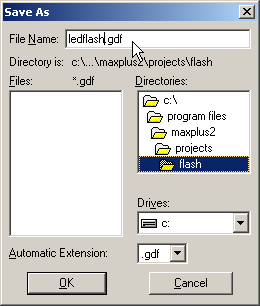 Save As
File Name: ledflash.gdf
Directory is: c:\...\maxplus2\projects\flash
Files: *.gdf Directories:
c:\
program files
maxplus2
projects
flash
Drives:
c:
Automatic Extension: .gdf
OK Cancel